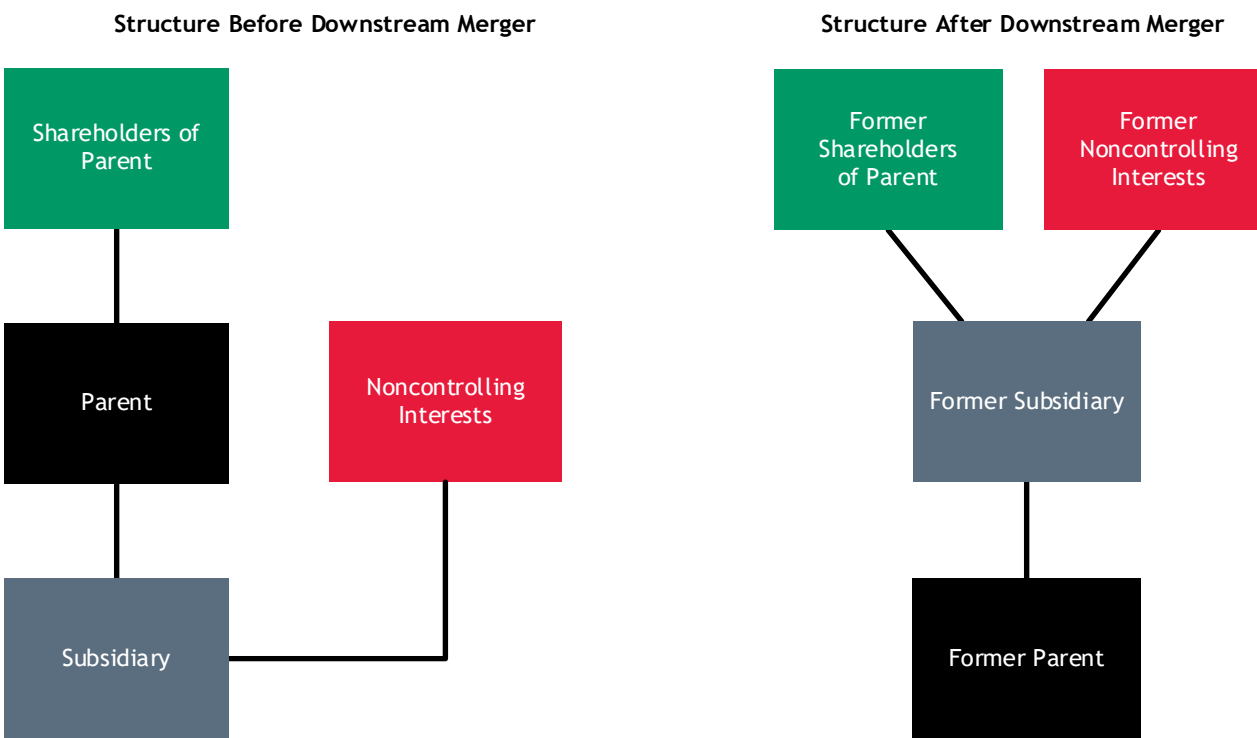 Structure Before Downstream Merger
Shareholders of
Parent
Parent
Noncontrolling
Interests
Subsidiary
Structure After Downstream Merger
Former
Shareholders
of Parent
Former
Noncontrolling
Interests
Former Subsidiary
Former Parent